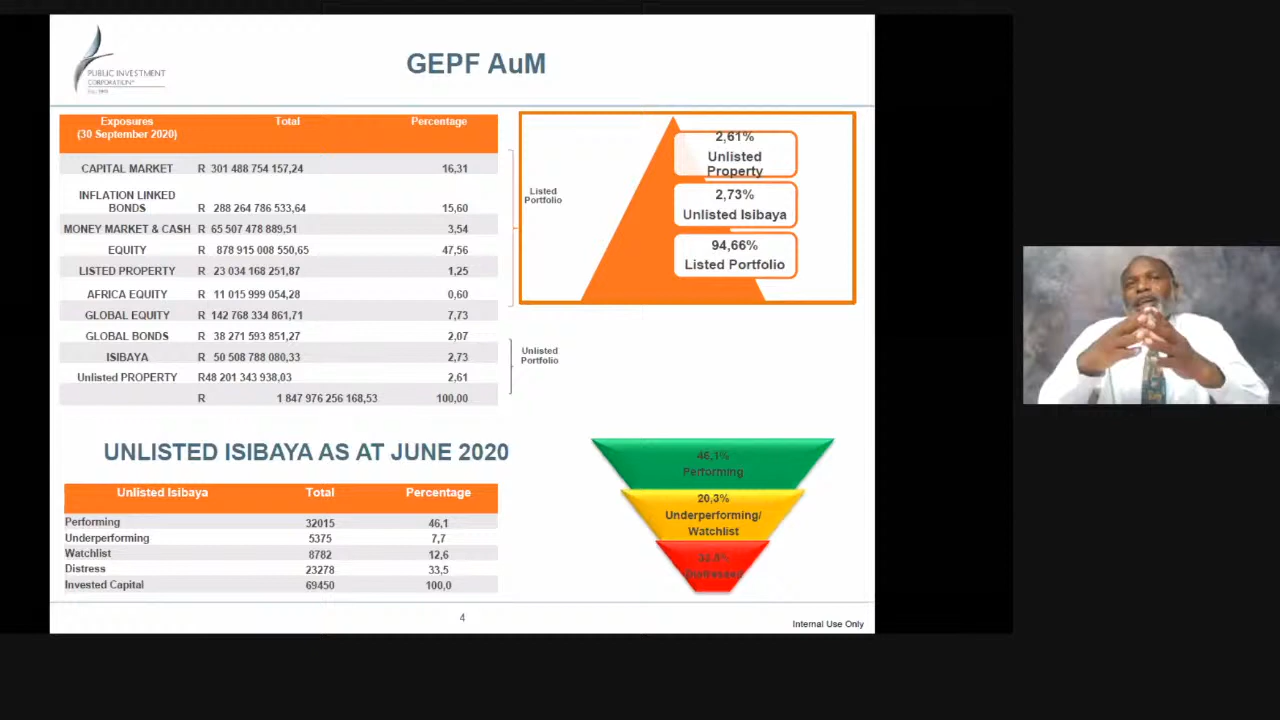 PUBLIC INVESTMENT
CORPORATION
GEPF AuM
Exposures Total Percentage
(30 September 2020)
CAPITAL MARKET R 301 488 754 157,24 16,31
INFLATION LINKED
BONDS R 288 264 786 533,64 15,60
MONEY MARKET & CASH R 65 507 478 889,51 3,54
EQUITY R 878 915 008 550,65 47,56
LISTED PROPERTY R 23 034 168 251,87 1,25
AFRICA EQUITY R 11 015 999 054,28 0,60
GLOBAL EQUITY R 142 768 334 861,71 7,73
GLOBAL BONDS R 38 271 593 851,27 2,07
ISIBAYA R 50 508 788 080,33 2,73
Unlisted PROPERTY R48 201 343 938,03 2,61
R 1 847 976 256 168,53 100,00
Listed
Portfolio
Unlisted
Portfolio
2,61%
Unlisted
Property
2,73%
Unlisted Isibaya
94,66%
Listed Portfolio
UNLISTED ISIBAYA AS AT JUNE 2020
Unlisted Isibaya Total Percentage
Performing 32015 46,1
Underperforming 5375 7,7
Watchlist 8782 12,6
Distress 23278 33,5
Invested Capital 69450 100,0
46,1%
Performing
20,3%
Underperforming/
Watchlist
Distressed
4
Internal Use Only